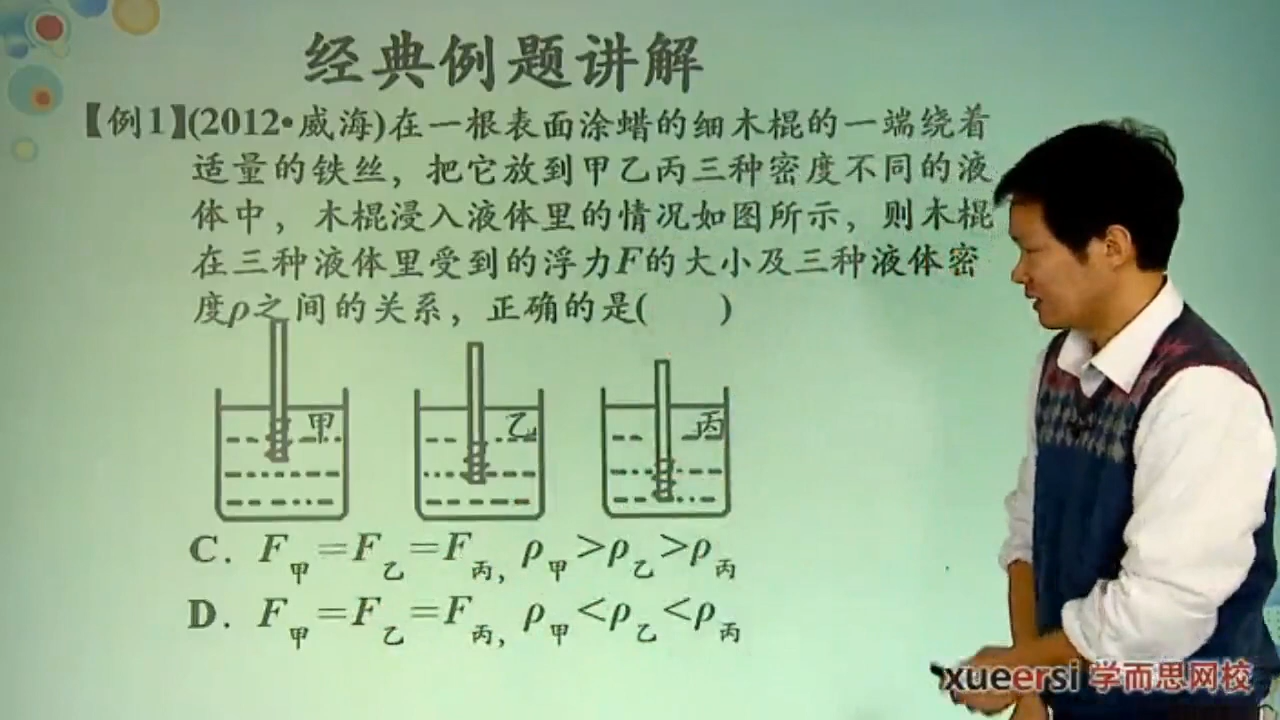 经典例题讲解
【例1】(2012•威海)在一根表面涂蜡的细木棍的一端绕着
适量的铁丝，把它放到甲乙丙三种密度不同的液
体中，木棍浸入液体里的情况如图所示，则木棍
在三种液体里受到的浮力F的大小及三种液体密
度ρ之间的关系，正确的是(　　)
甲 乙 丙
C. F甲=F乙=F丙, ρ甲>ρ乙>ρ丙
D. F甲=F乙=F丙, ρ甲<ρ乙<ρ丙
xueersi 学而思网校